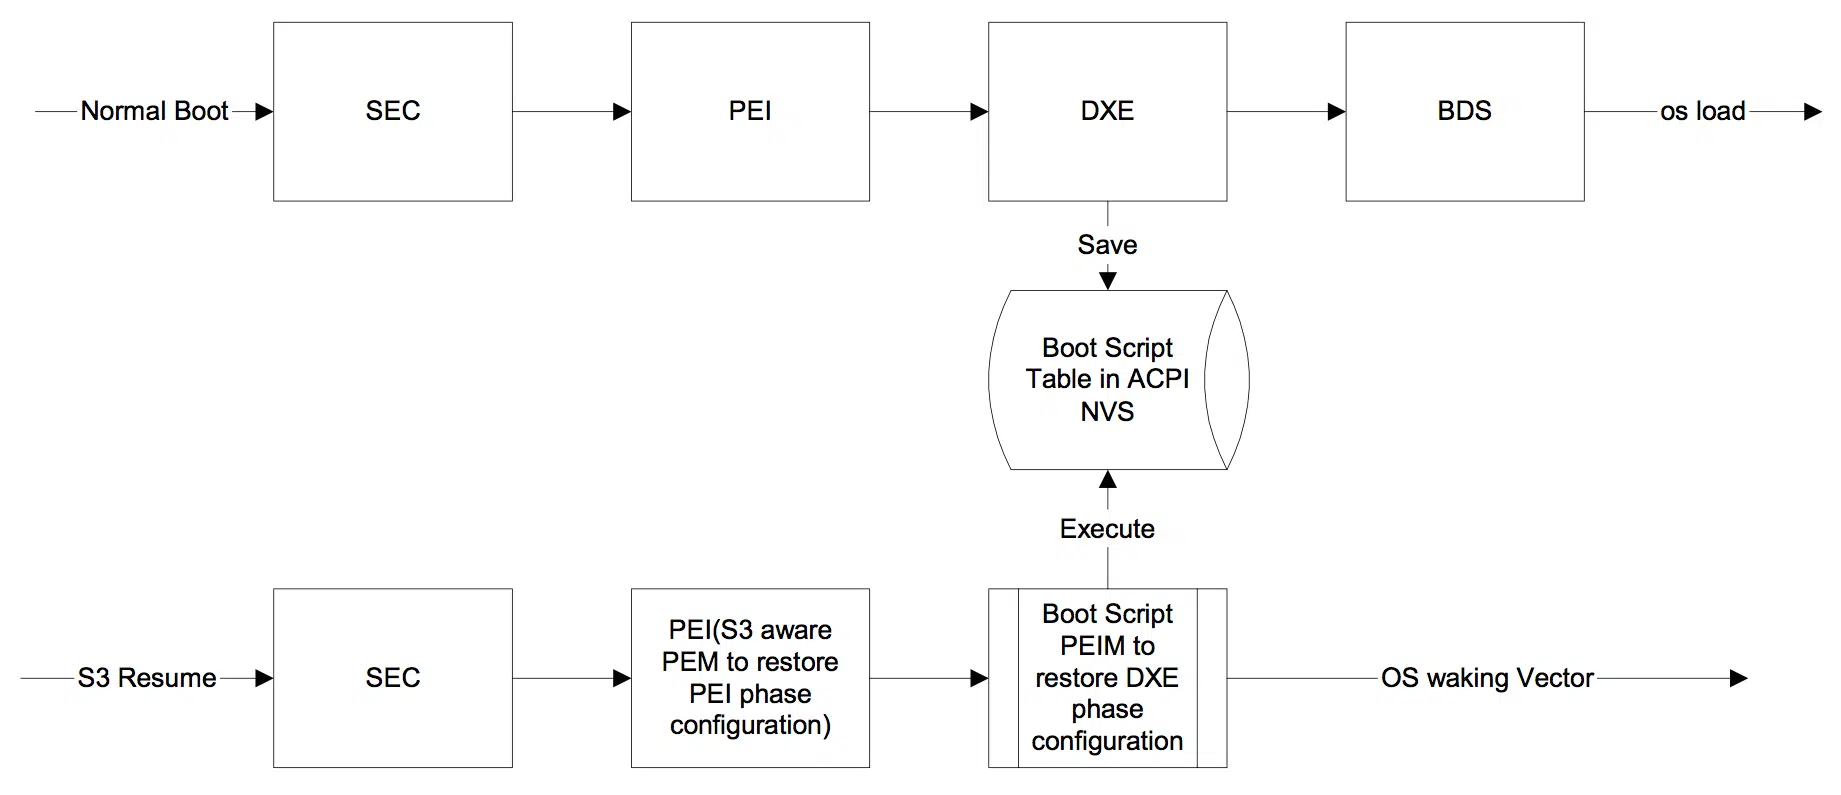 Normal Boot
SEC
PEI
DXE
BDS
os load
Save
Boot Script
Table in ACPI
NVS
Execute
S3 Resume
SEC
PEI(S3 aware
PEM to restore
PEI phase
configuration)
Boot Script
PEIM to
restore DXE
phase
configuration
OS waking Vector